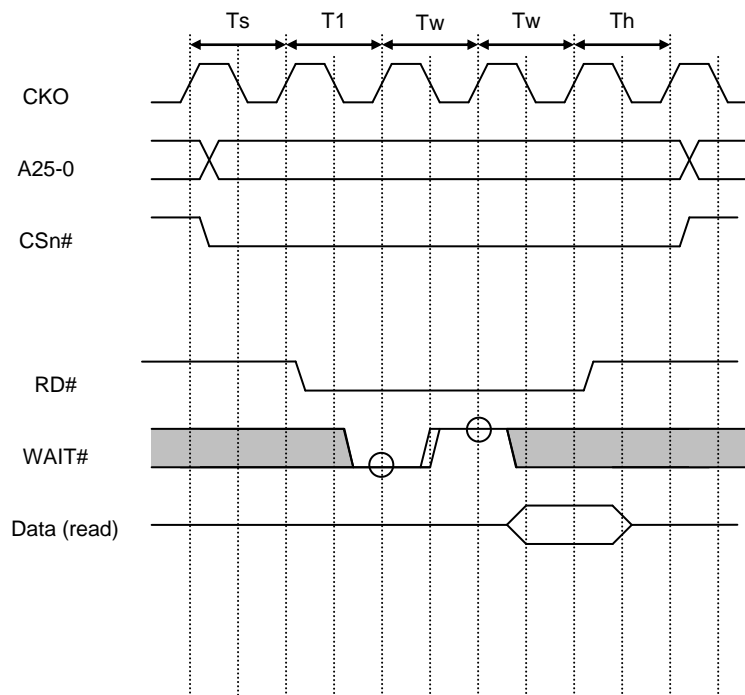 Ts T1 Tw Tw Th
CKO
A25-0
CSn#
RD#
WAIT#
Data (read)